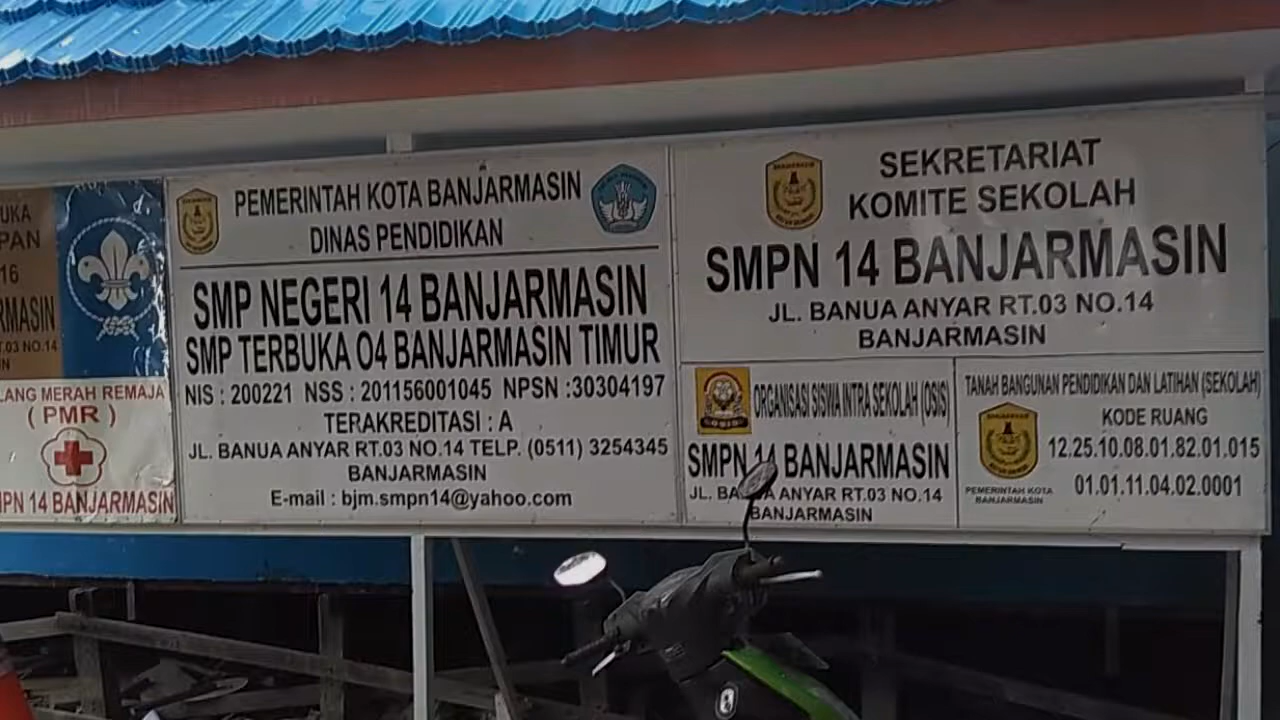 UKA
PAN
16
RMASIN
T.03 NO.14
IN
LANG MERAH REMAJA
( PMR )
MPN 14 BANJARMASIN
PEMERINTAH KOTA BANJARMASIN
DINAS PENDIDIKAN
SMP NEGERI 14 BANJARMASIN
SMP TERBUKA 04 BANJARMASIN TIMUR
NIS : 200221 NSS : 201156001045 NPSN :30304197
TERAKREDITASI : A
JL. BANUA ANYAR RT.03 NO.14 TELP. (0511) 3254345
BANJARMASIN
E-mail : bjm.smpn14@yahoo.com
SEKRETARIAT
KOMITE SEKOLAH
SMPN 14 BANJARMASIN
JL. BANUA ANYAR RT.03 NO.14
BANJARMASIN
OSIS
ORGANISASI SISWA INTRA SEKOLAH (OSIS)
SMPN 14 BANJARMASIN
JL. BANUA ANYAR RT.03 NO.14
BANJARMASIN
TANAH BANGUNAN PENDIDIKAN DAN LATIHAN (SEKOLAH)
KODE RUANG
12.25.10.08.01.82.01.015
01.01.11.04.02.0001
PEMERINTAH KOTA
BANJARMASIN